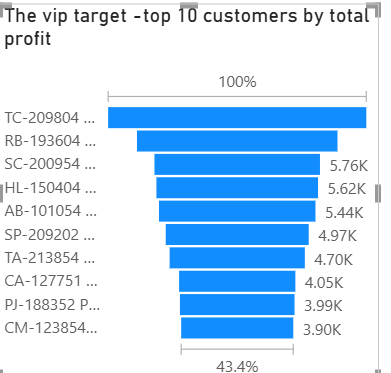 The vip target -top 10 customers by total
profit
100%
TC-209804 ...
RB-193604 ...
SC-200954 ... 5.76K
HL-150404 ... 5.62K
AB-101054 ... 5.44K
SP-209202 ... 4.97K
TA-213854 ... 4.70K
CA-127751 ... 4.05K
PJ-188352 P... 3.99K
CM-123854... 3.90K
43.4%